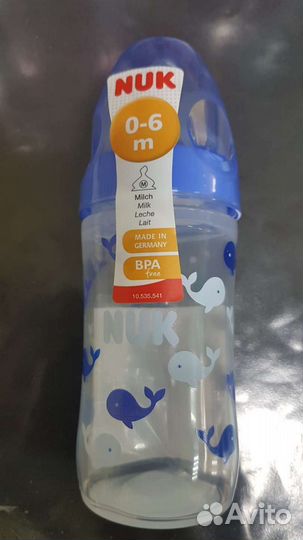 NUK
0-6
m
M
Milch
Milk
Leche
Lait
MADE IN
GERMANY
BPA
free
10.535.541
NUK
Avito